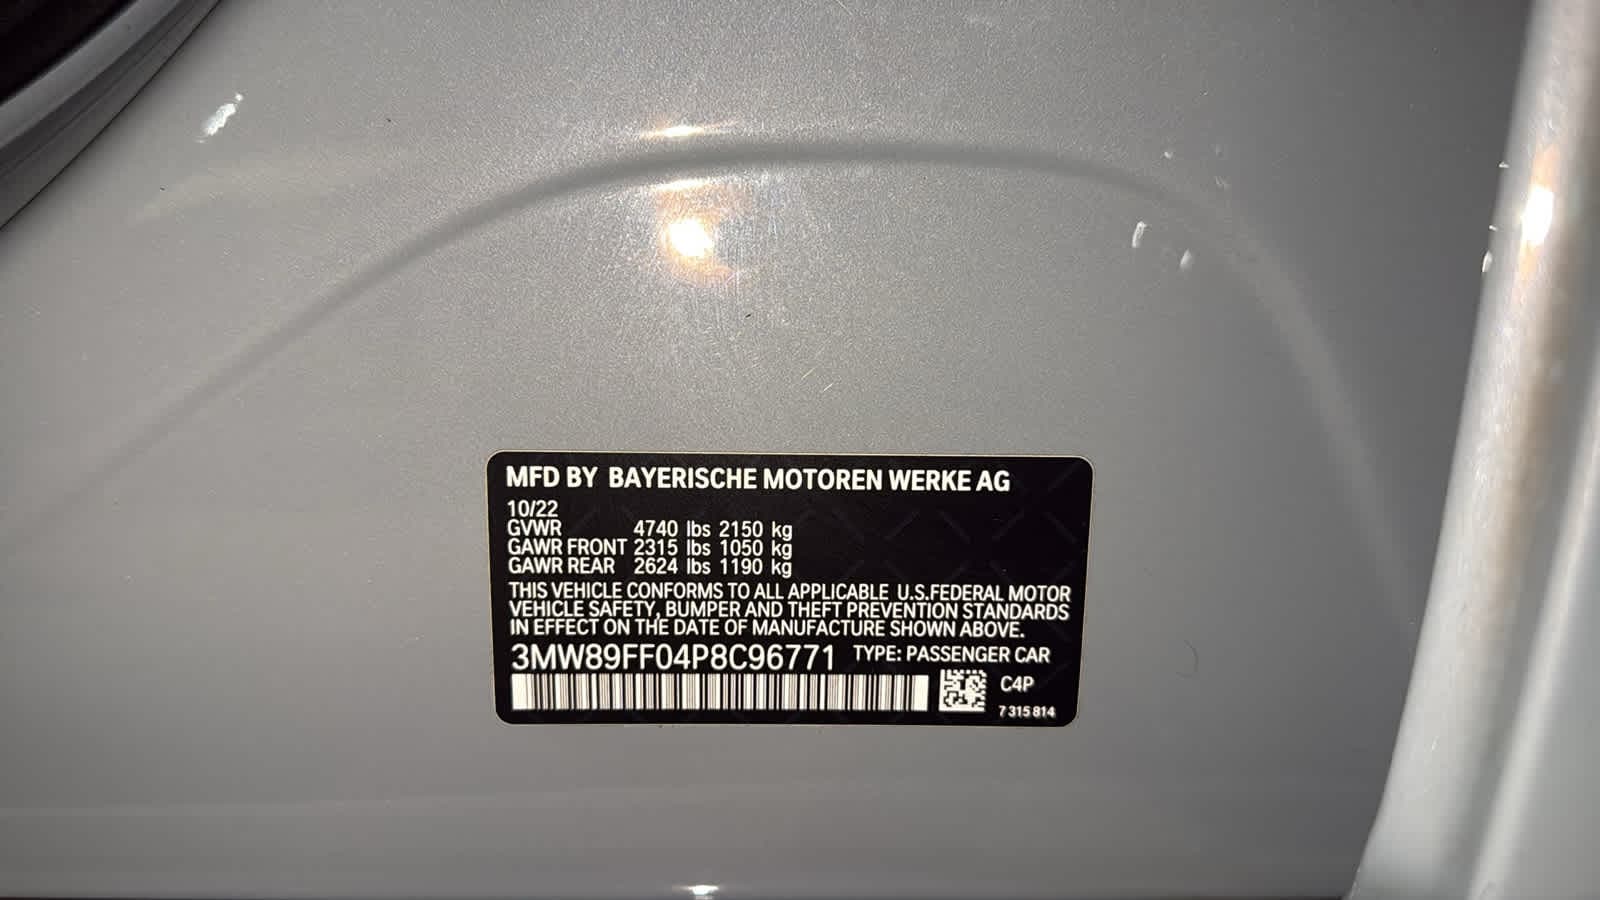 MFD BY BAYERISCHE MOTOREN WERKE AG
10/22
GVWR 4740 lbs 2150 kg
GAWR FRONT 2315 lbs 1050 kg
GAWR REAR 2624 lbs 1190 kg
THIS VEHICLE CONFORMS TO ALL APPLICABLE U.S.FEDERAL MOTOR
VEHICLE SAFETY, BUMPER AND THEFT PREVENTION STANDARDS
IN EFFECT ON THE DATE OF MANUFACTURE SHOWN ABOVE.
3MW89FF04P8C96771 TYPE: PASSENGER CAR
C4P
7 315 814